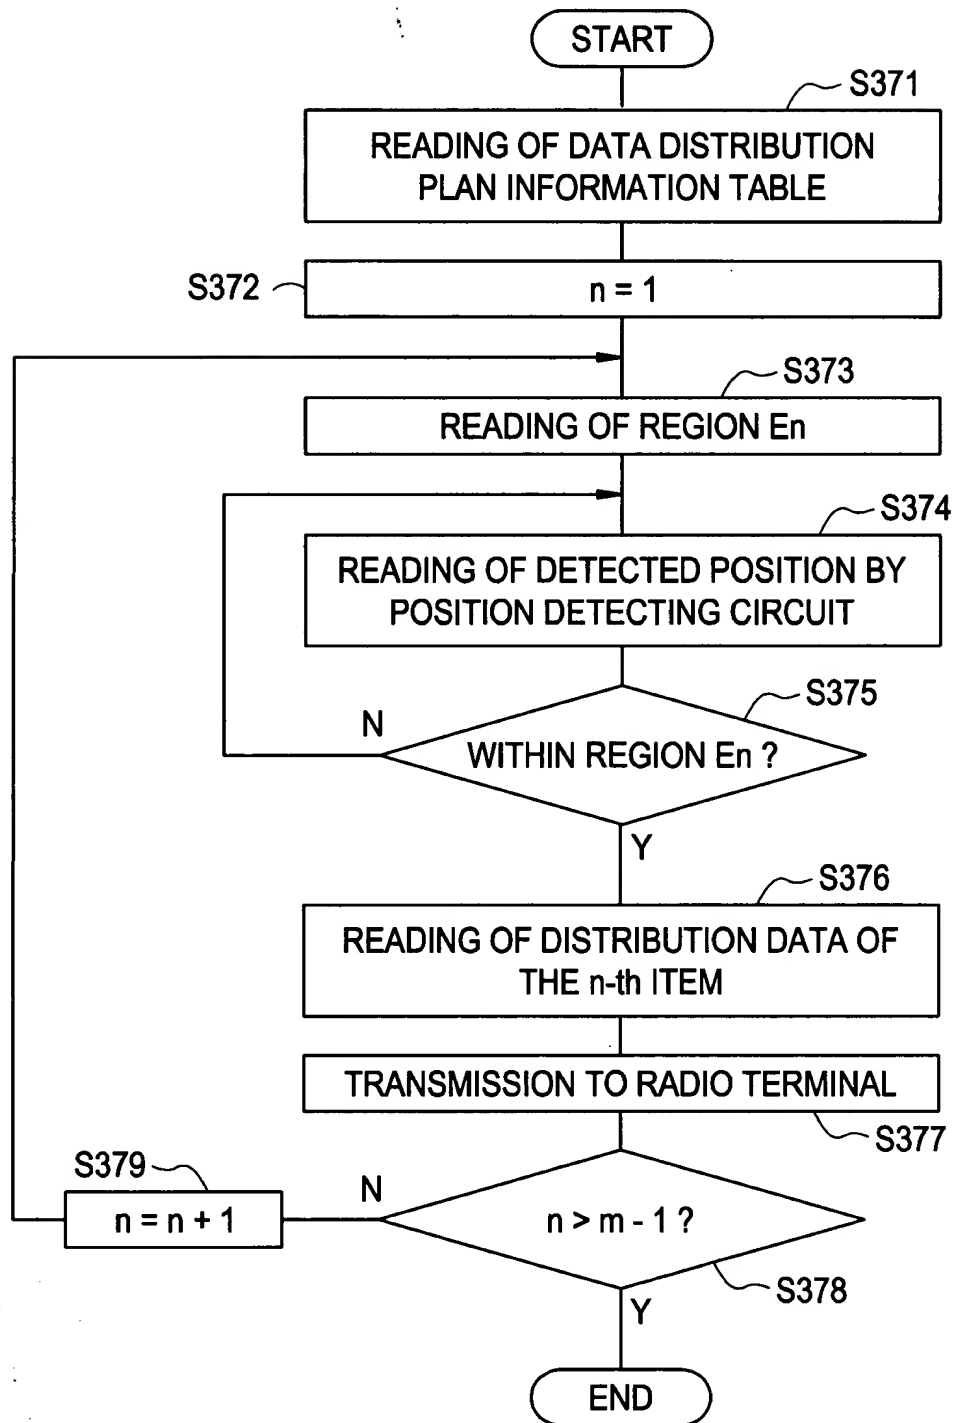 START
S371
READING OF DATA DISTRIBUTION
PLAN INFORMATION TABLE
S372
n = 1
S373
READING OF REGION En
S374
READING OF DETECTED POSITION BY
POSITION DETECTING CIRCUIT
S375
N
WITHIN REGION En ?
Y
S376
READING OF DISTRIBUTION DATA OF
THE n-th ITEM
TRANSMISSION TO RADIO TERMINAL
S377
S379
n = n + 1
N
n > m - 1 ?
S378
Y
END